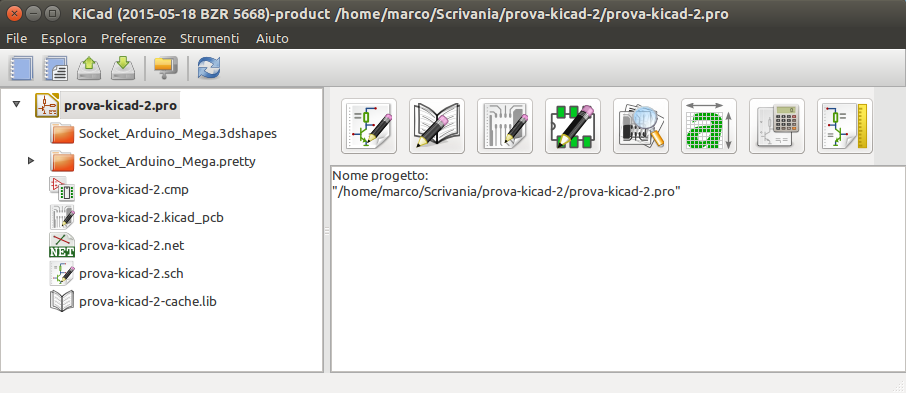 KiCad (2015-05-18 BZR 5668)-product /home/marco/Scrivania/prova-kicad-2/prova-kicad-2.pro
File Esplora Preferenze Strumenti Aiuto
prova-kicad-2.pro
Socket_Arduino_Mega.3dshapes
Socket_Arduino_Mega.pretty
prova-kicad-2.cmp
prova-kicad-2.kicad_pcb
NET
prova-kicad-2.net
prova-kicad-2.sch
prova-kicad-2-cache.lib
a
Nome progetto:
"/home/marco/Scrivania/prova-kicad-2/prova-kicad-2.pro"